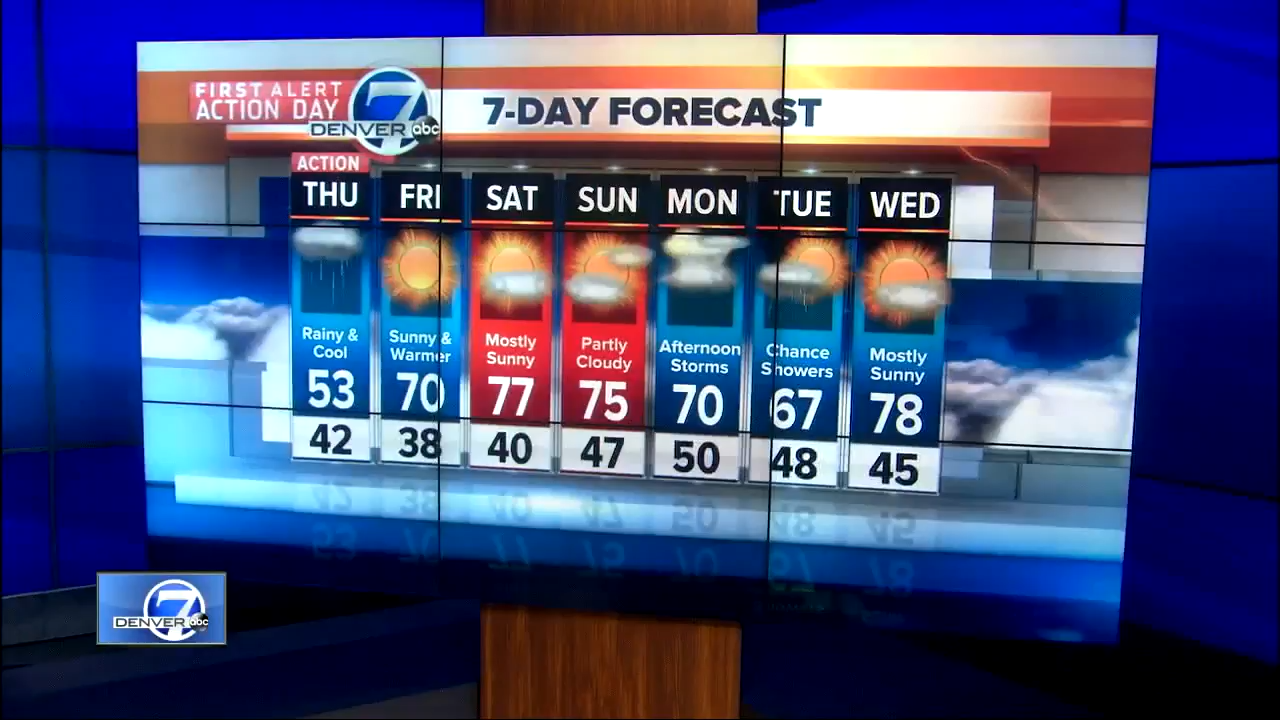 FIRST ALERT
ACTION DAY
7
DENVER abc
7-DAY FORECAST
ACTION
THU FRI SAT SUN MON TUE WED
Rainy & Cool
Sunny & Warmer
Mostly Sunny
Partly Cloudy
Afternoon Storms
Chance Showers
Mostly Sunny
53 70 77 75 70 67 78
42 38 40 47 50 48 45
7
DENVER abc